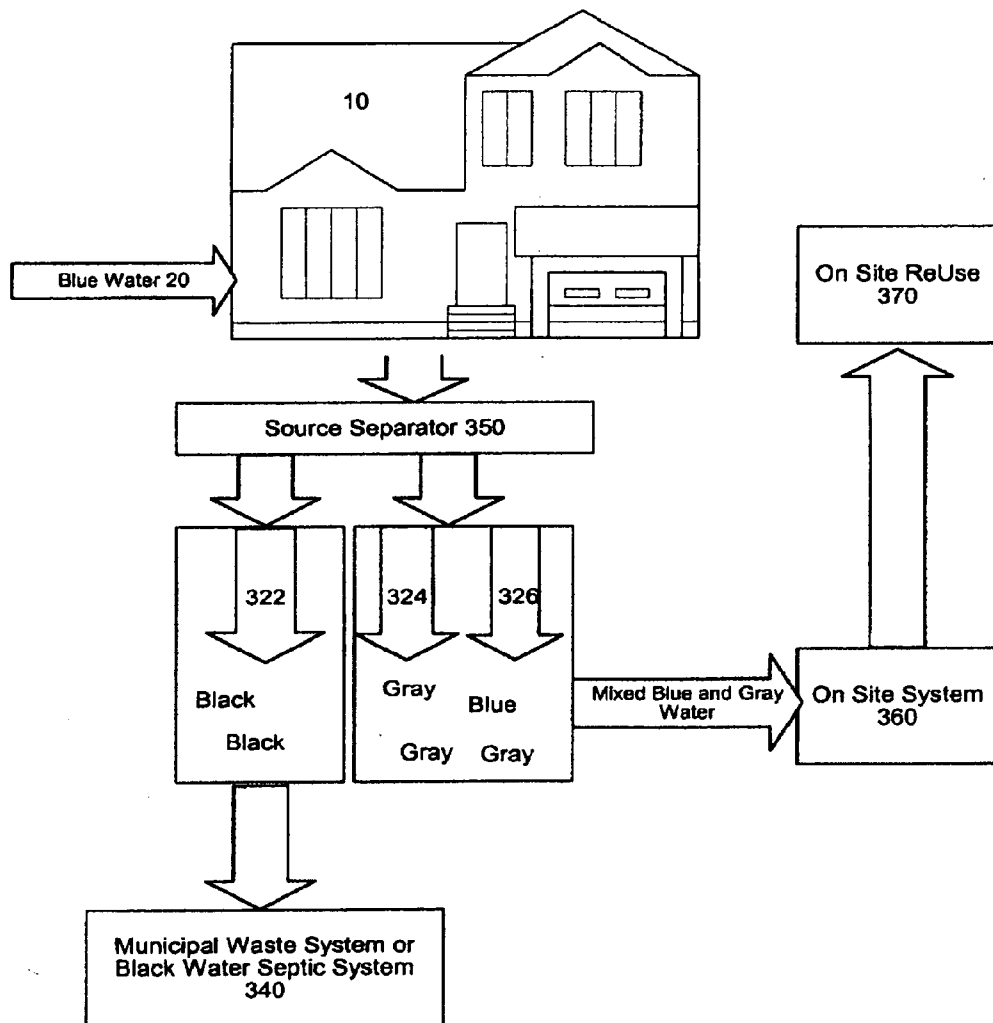 10
Blue Water 20
On Site ReUse
370
Source Separator 350
322
324
326
Black
Black
Gray
Blue
Gray
Gray
Mixed Blue and Gray
Water
On Site System
360
Municipal Waste System or
Black Water Septic System
340